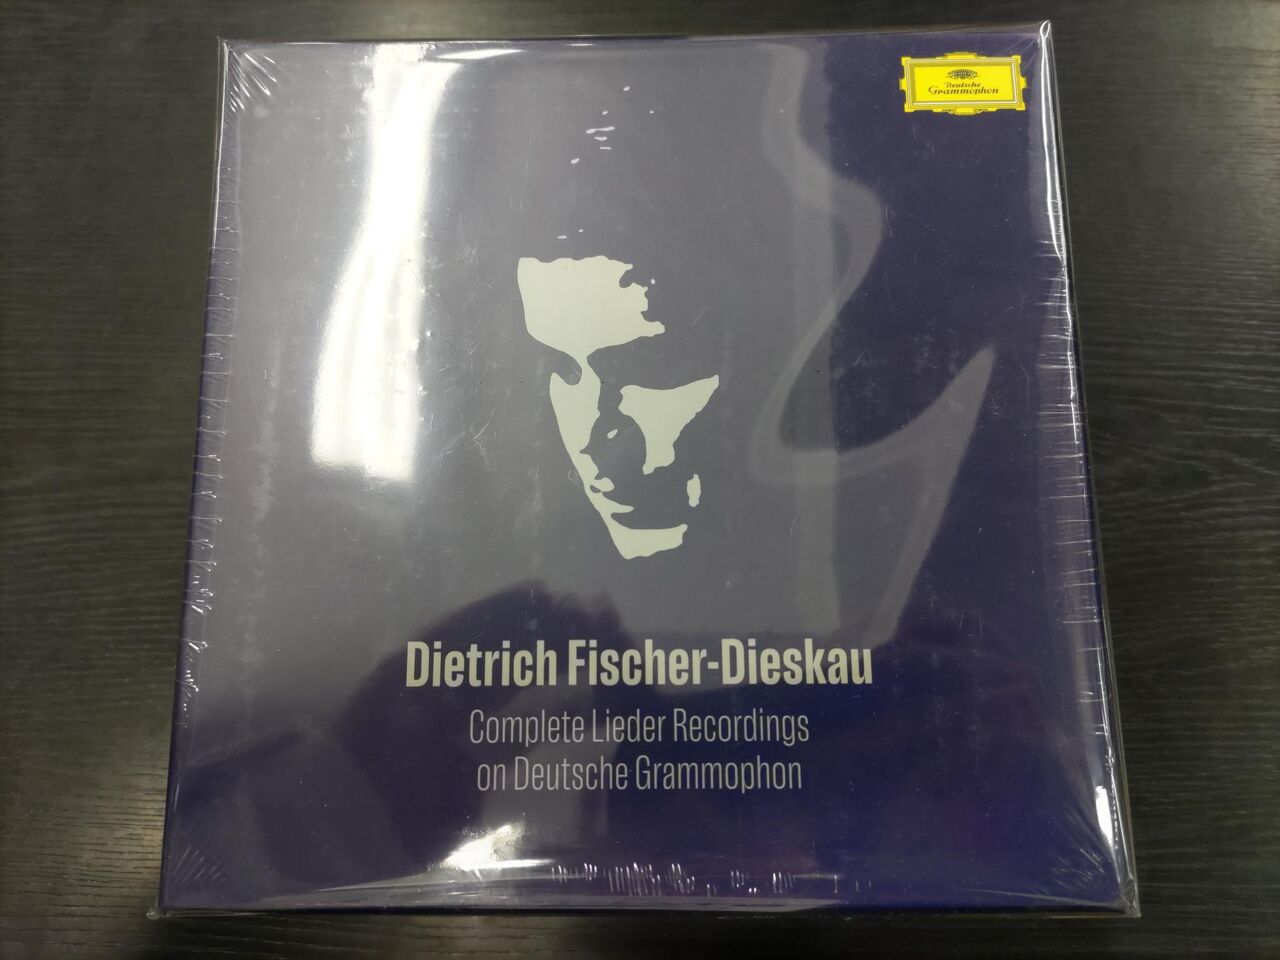 Deutsche
Grammophon
Dietrich Fischer-Dieskau
Complete Lieder Recordings
on Deutsche Grammophon